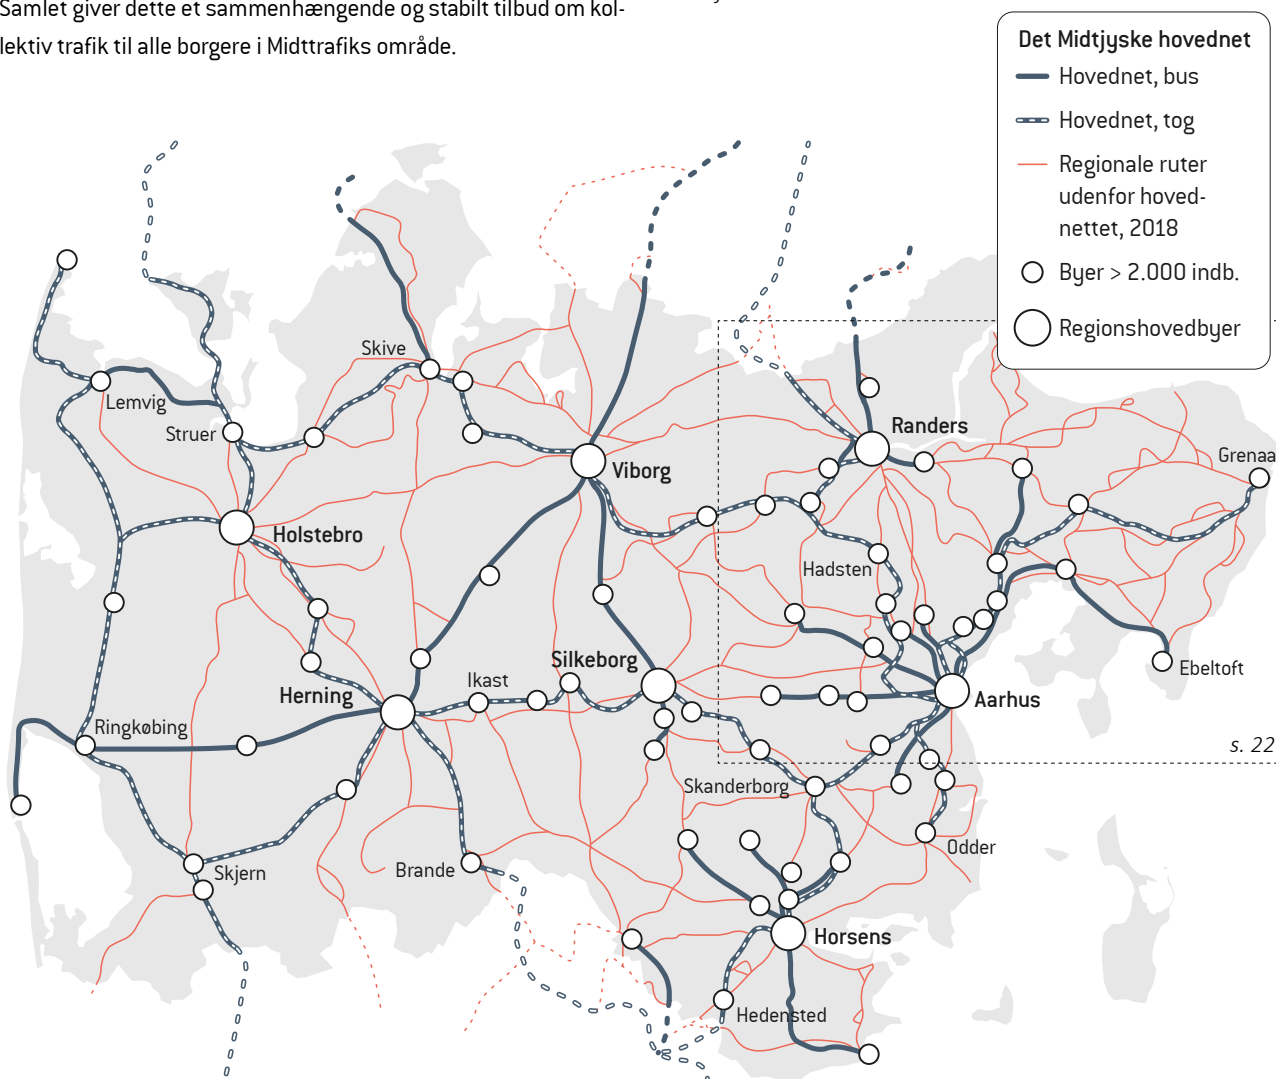 Samlet giver dette et sammenhængende og stabilt tilbud om kol-
lektiv trafik til alle borgere i Midttrafiks område.
Det Midtjyske hovednet
Hovednet, bus
Hovednet, tog
Regionale ruter
udenfor hoved-
nettet, 2018
Byer > 2.000 indb.
Regionshovedbyer
Skive
Lemvig
Struer
Randers
Grenaa
Viborg
Holstebro
Hadsten
Silkeborg
Ebeltoft
Ikast
Herning
Aarhus
Ringkøbing
s. 22
Skanderborg
Odder
Brande
Skjern
Horsens
Hedensted